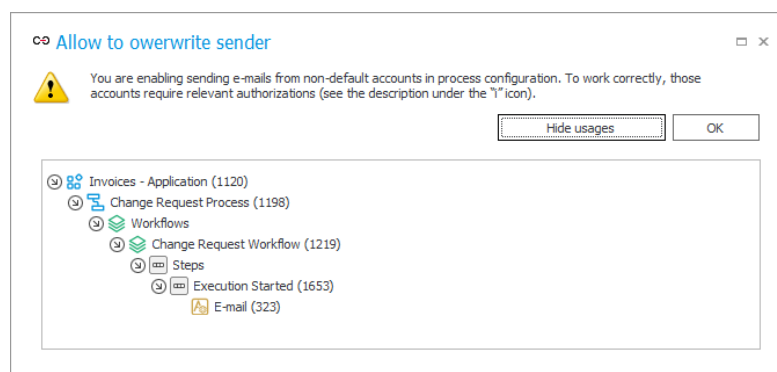 Allow to owerwrite sender
You are enabling sending e-mails from non-default accounts in process configuration. To work correctly, those
accounts require relevant authorizations (see the description under the "i" icon).
Hide usages
OK
Invoices - Application (1120)
Change Request Process (1198)
Workflows
Change Request Workflow (1219)
Steps
Execution Started (1653)
E-mail (323)